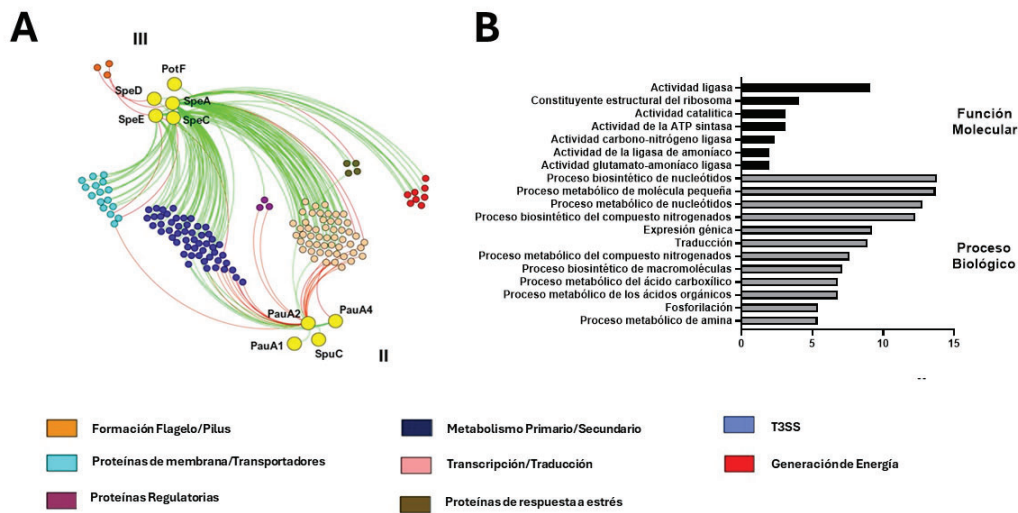 A
B
III
PotF
SpeD
SpeA
SpeE
SpeC
PauA2
PauA4
PauA1
SpuC
II
Actividad ligasa
Constituyente estructural del ribosoma
Actividad catalitica
Actividad de la ATP sintasa
Actividad carbono-nitrógeno ligasa
Actividad de la ligasa de amoníaco
Actividad glutamato-amoníaco ligasa
Proceso biosintético de nucleótidos
Proceso metabólico de molécula pequeña
Proceso metabólico de nucleótidos
Proceso biosintético del compuesto nitrogenados
Expresión génica
Traducción
Proceso metabólico del compuesto nitrogenados
Proceso biosintético de macromoléculas
Proceso metabólico del ácido carboxílico
Proceso metabólico de los ácidos orgánicos
Fosforilación
Proceso metabólico de amina
0 5 10 15
Función
Molecular
Proceso
Biológico
--
Formación Flagelo/Pilus
Metabolismo Primario/Secundario
T3SS
Proteínas de membrana/Transportadores
Transcripción/Traducción
Generación de Energía
Proteínas Regulatorias
Proteínas de respuesta a estrés